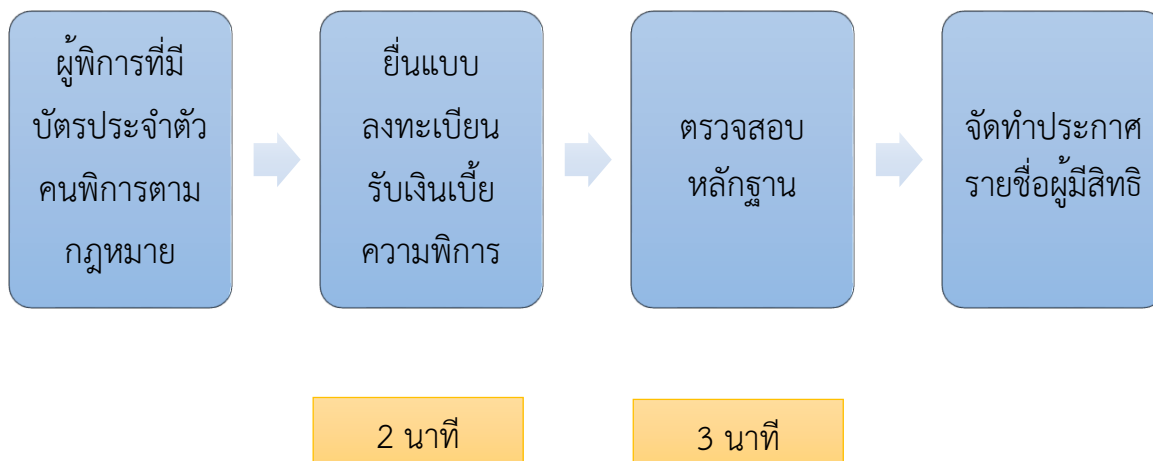 ผู้พิการที่มี
บัตรประจำตัว
คนพิการตาม
กฎหมาย
ยื่นแบบ
ลงทะเบียน
รับเงินเบี้ย
ความพิการ
ตรวจสอบ
หลักฐาน
จัดทำประกาศ
รายชื่อผู้มีสิทธิ
2 นาที
3 นาที